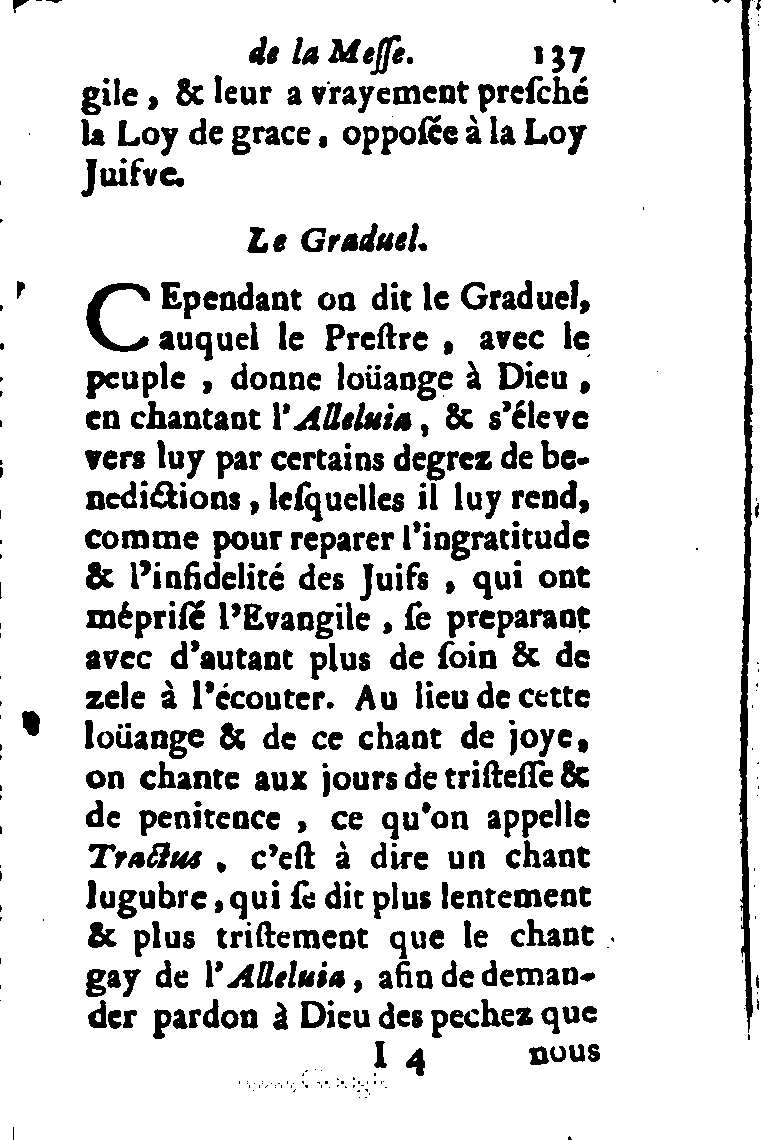 de la Meſſe. 137
gile, & leur a vrayement preſché
la Loy de grace, oppoſée à la Loy
Juifve.
Le Graduel.
CEpendant on dit le Graduel,
auquel le Preſtre, avec le
peuple, donne loüange à Dieu,
en chantant l'Alleluia, & s'éleve
vers luy par certains degrez de be-
nedictions, leſquelles il luy rend,
comme pour reparer l'ingratitude
& l'infidelité des Juifs, qui ont
mépriſé l'Evangile, ſe preparant
avec d'autant plus de ſoin & de
zele à l'écouter. Au lieu de cette
loüange & de ce chant de joye,
on chante aux jours de triſteſſe &
de penitence, ce qu'on appelle
Tractus, c'eſt à dire un chant
lugubre, qui ſe dit plus lentement
& plus triſtement que le chant
gay de l'Alleluia, afin de deman-
der pardon à Dieu des pechez que
I 4 nous
Google